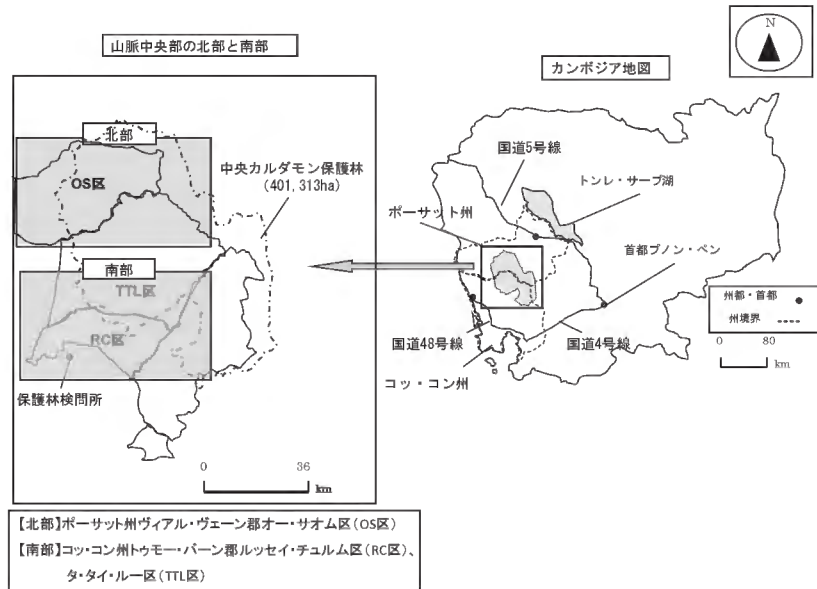 山脈中央部の北部と南部
北部
OS区
中央カルダモン保護林
(401,313ha)
南部
TTL区
RC区
保護林検問所
0 36
km
カンボジア地図
N
国道5号線
トンレ・サープ湖
ポーサット州
首都プノン・ペン
州都・首都
州境界
国道48号線
国道4号線
0 80
km
コッ・コン州
【北部】ポーサット州ヴィアル・ヴェーン郡オー・サオム区(OS区)
【南部】コッ・コン州トゥモー・バーン郡ルッセイ・チュルム区(RC区)、
タ・タイ・ルー区(TTL区)